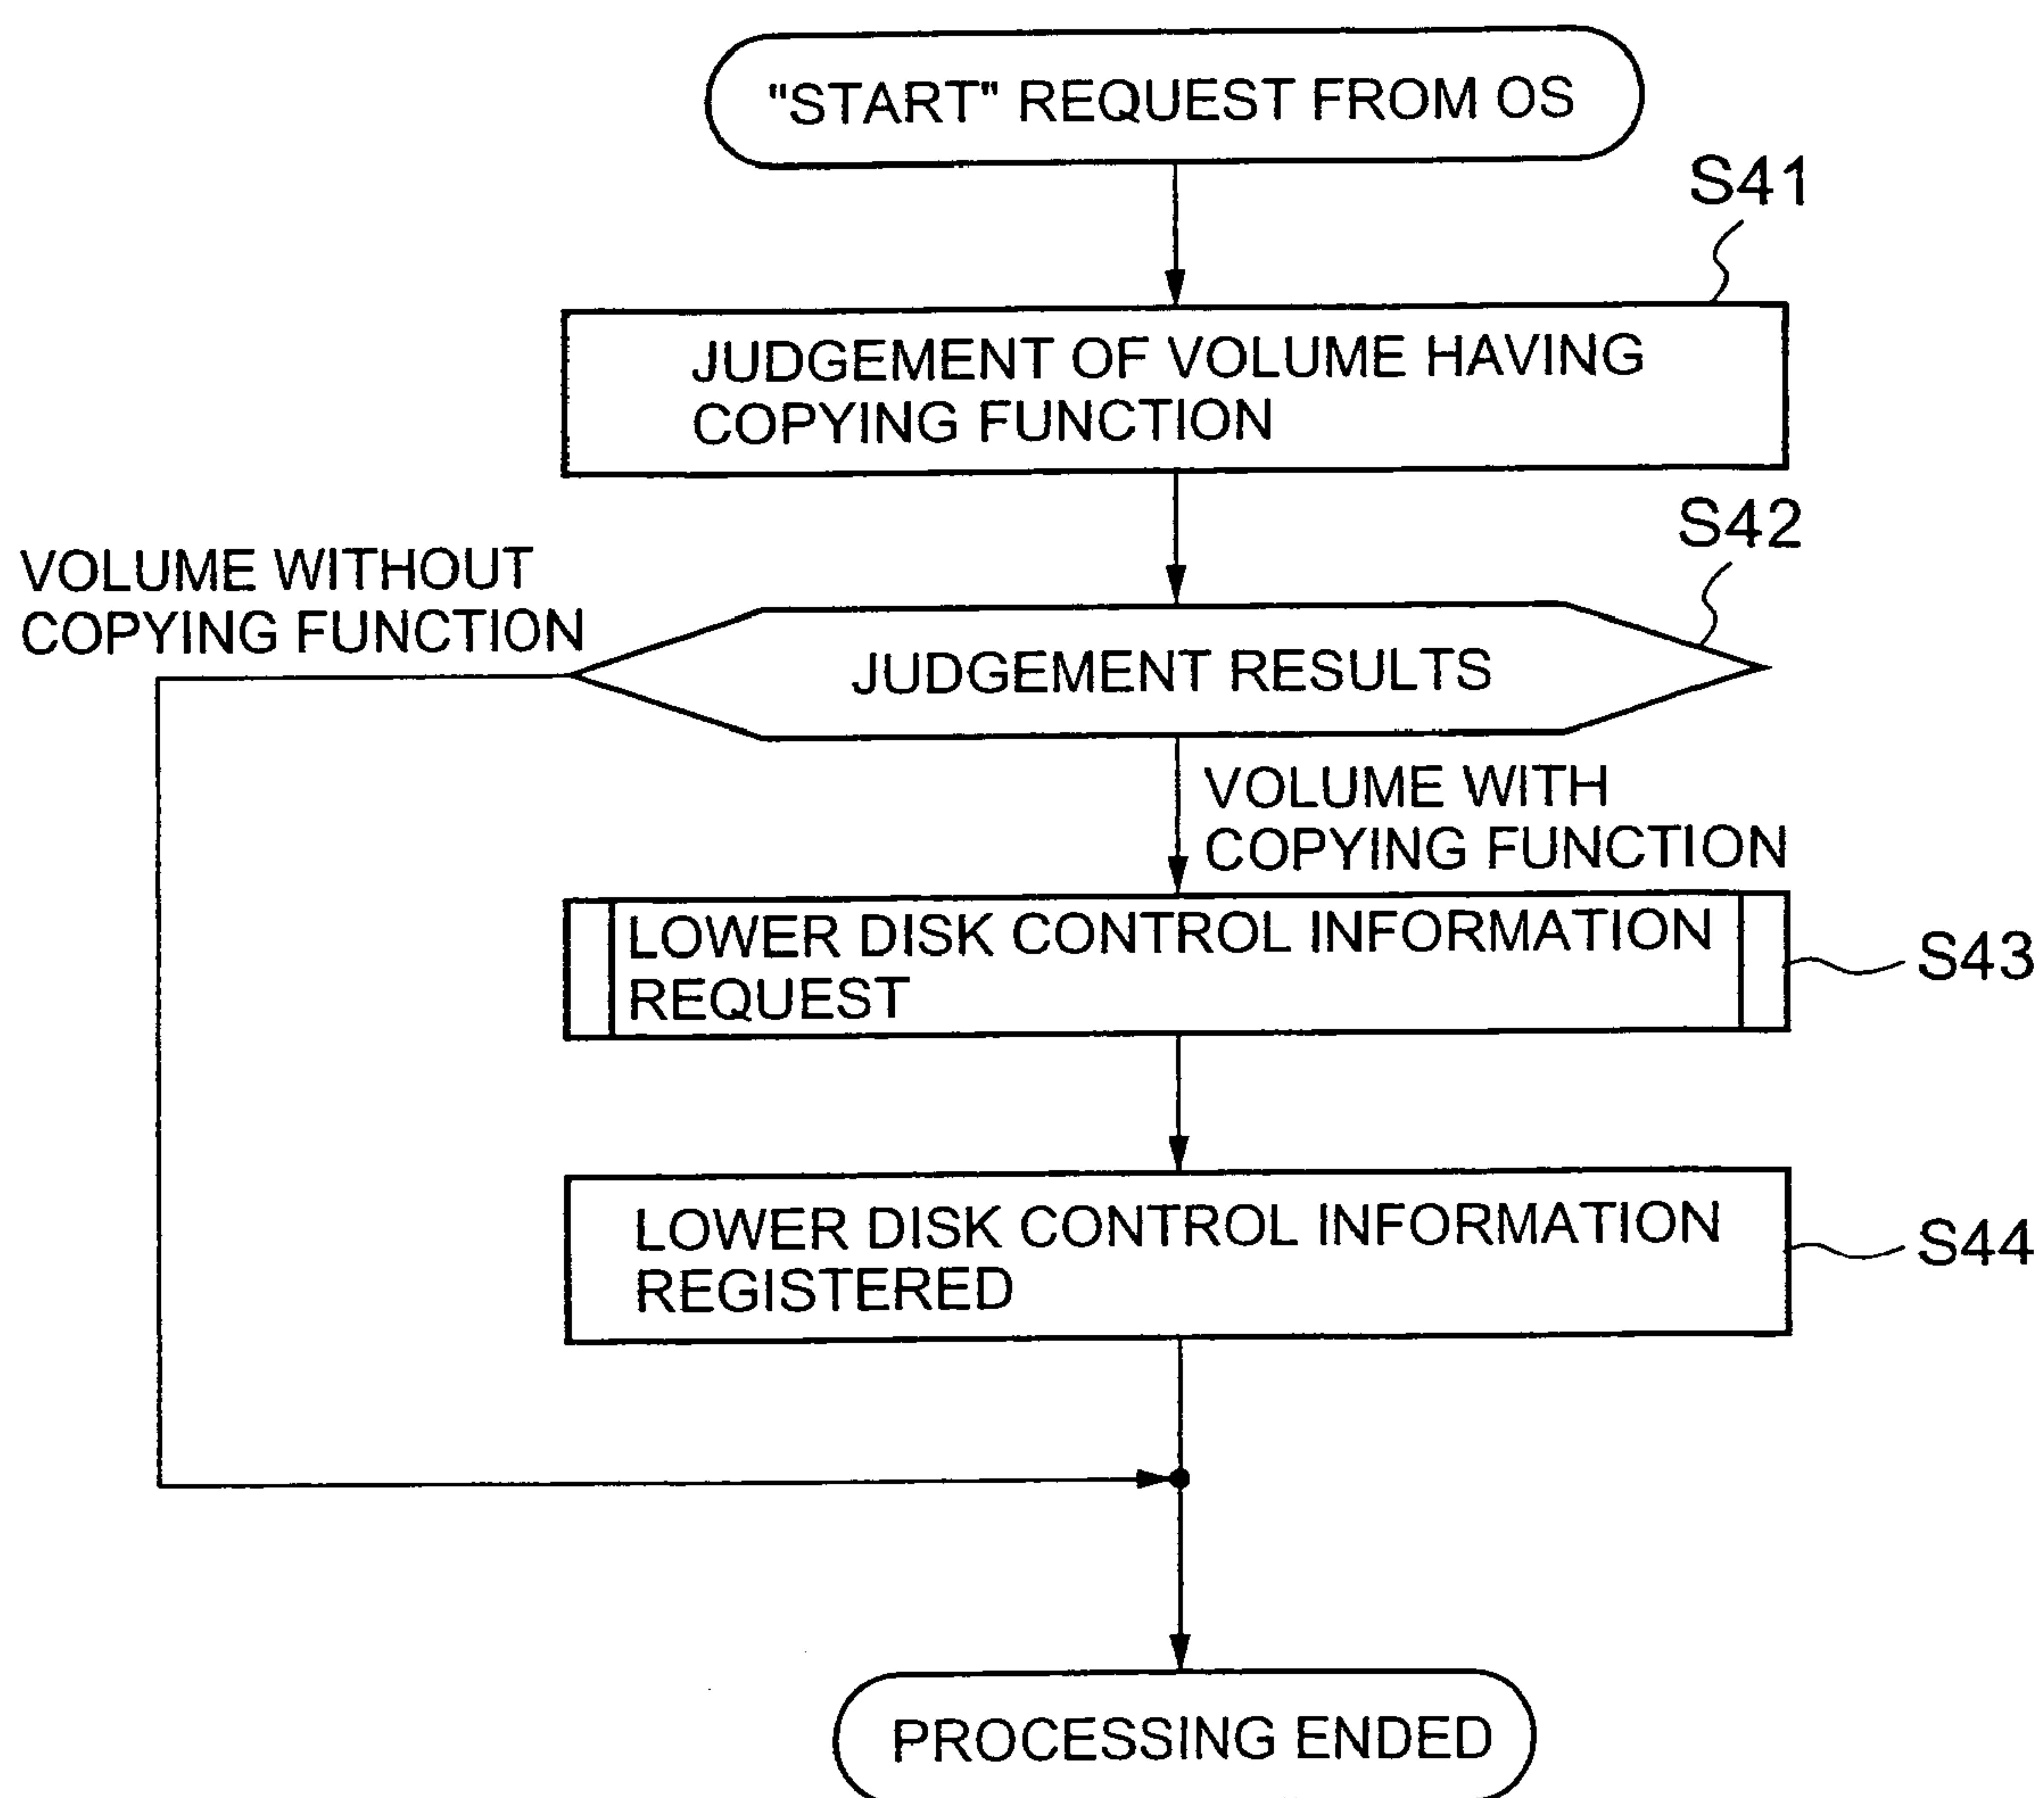 "START" REQUEST FROM OS
S41
JUDGEMENT OF VOLUME HAVING
COPYING FUNCTION
S42
VOLUME WITHOUT
COPYING FUNCTION
JUDGEMENT RESULTS
VOLUME WITH
COPYING FUNCTION
LOWER DISK CONTROL INFORMATION
REQUEST
S43
LOWER DISK CONTROL INFORMATION
REGISTERED
S44
PROCESSING ENDED